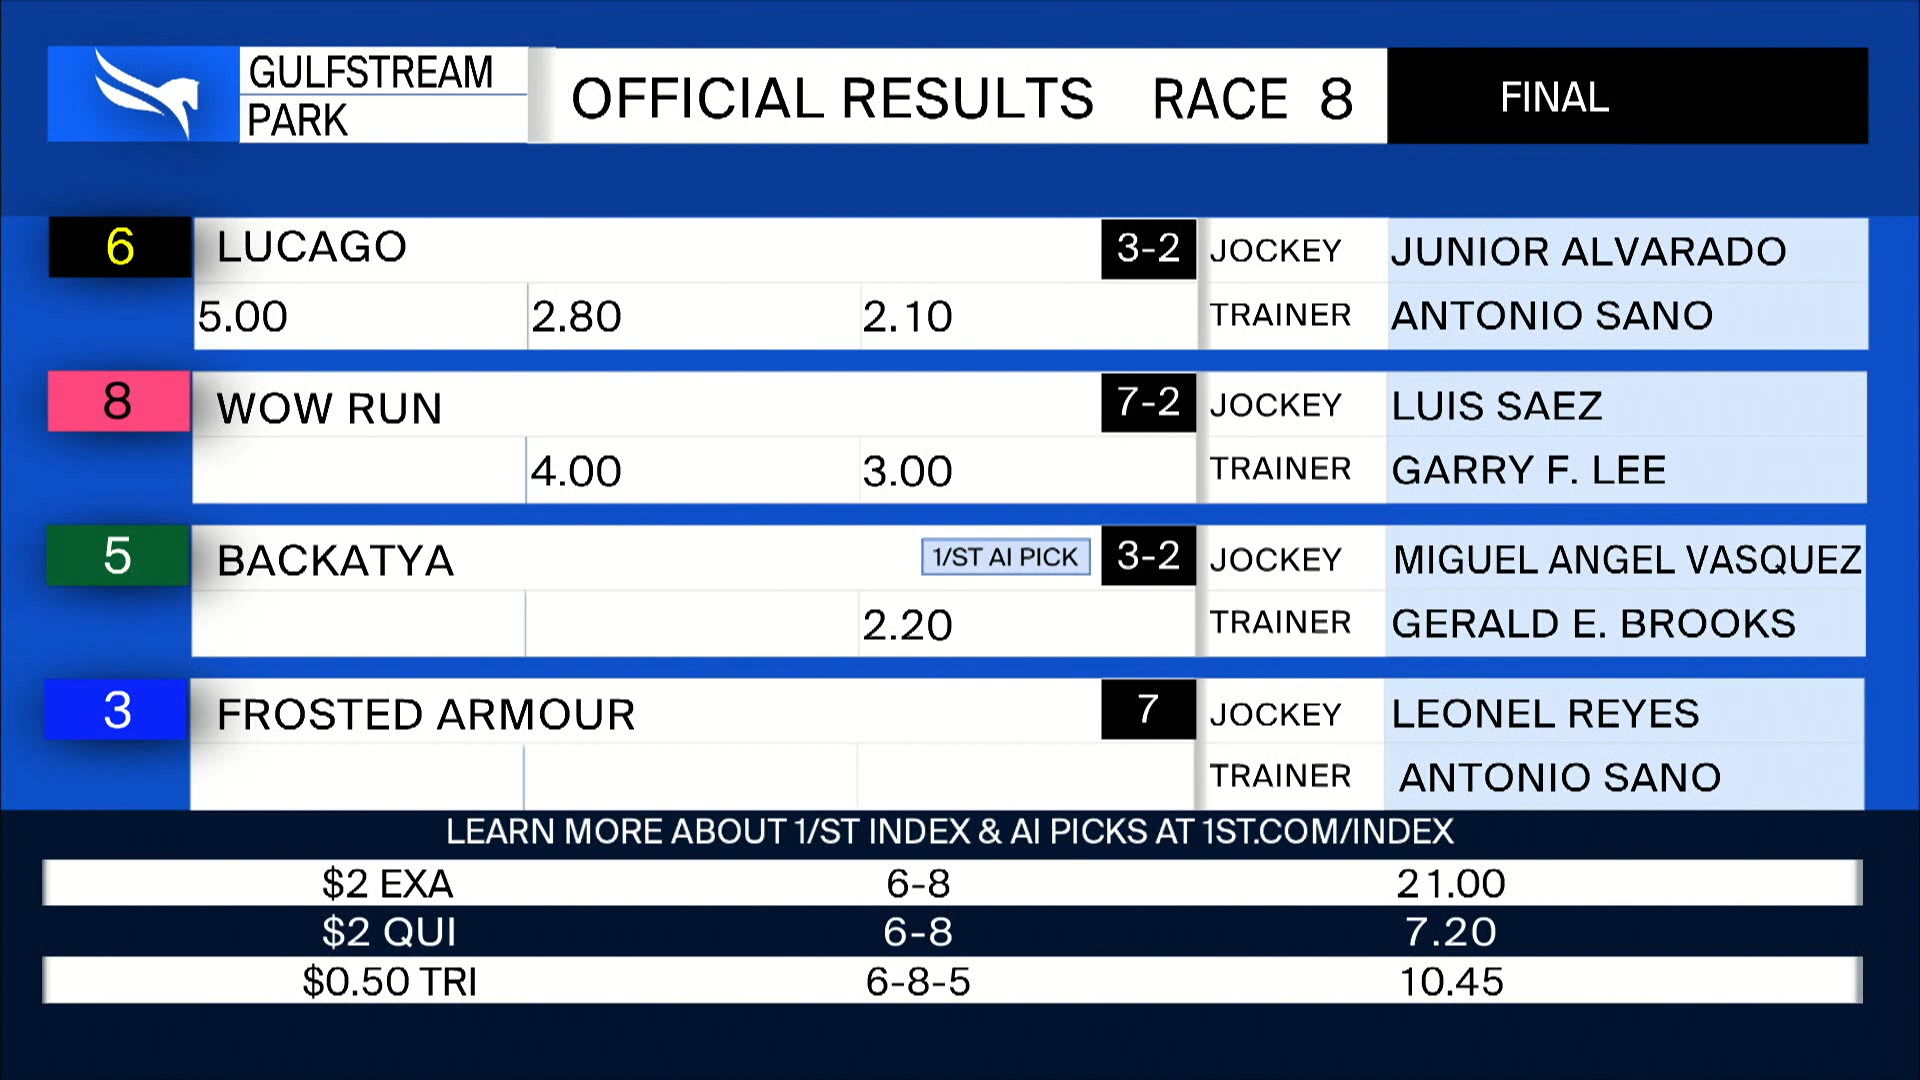 GULFSTREAM
PARK
OFFICIAL RESULTS RACE 8
FINAL
6 LUCAGO 3-2 JOCKEY JUNIOR ALVARADO
5.00 2.80 2.10 TRAINER ANTONIO SANO
8 WOW RUN 7-2 JOCKEY LUIS SAEZ
4.00 3.00 TRAINER GARRY F. LEE
5 BACKATYA 1/ST AI PICK 3-2 JOCKEY MIGUEL ANGEL VASQUEZ
2.20 TRAINER GERALD E. BROOKS
3 FROSTED ARMOUR 7 JOCKEY LEONEL REYES
TRAINER ANTONIO SANO
LEARN MORE ABOUT 1/ST INDEX & AI PICKS AT 1ST.COM/INDEX
$2 EXA 6-8 21.00
$2 QUI 6-8 7.20
$0.50 TRI 6-8-5 10.45